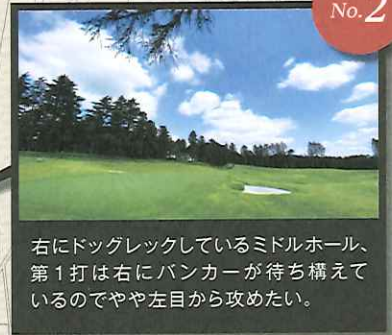 No.2
右にドッグレックしているミドルホール、
第1打は右にバンカーが待ち構えて
いるのでやや左目から攻めたい。